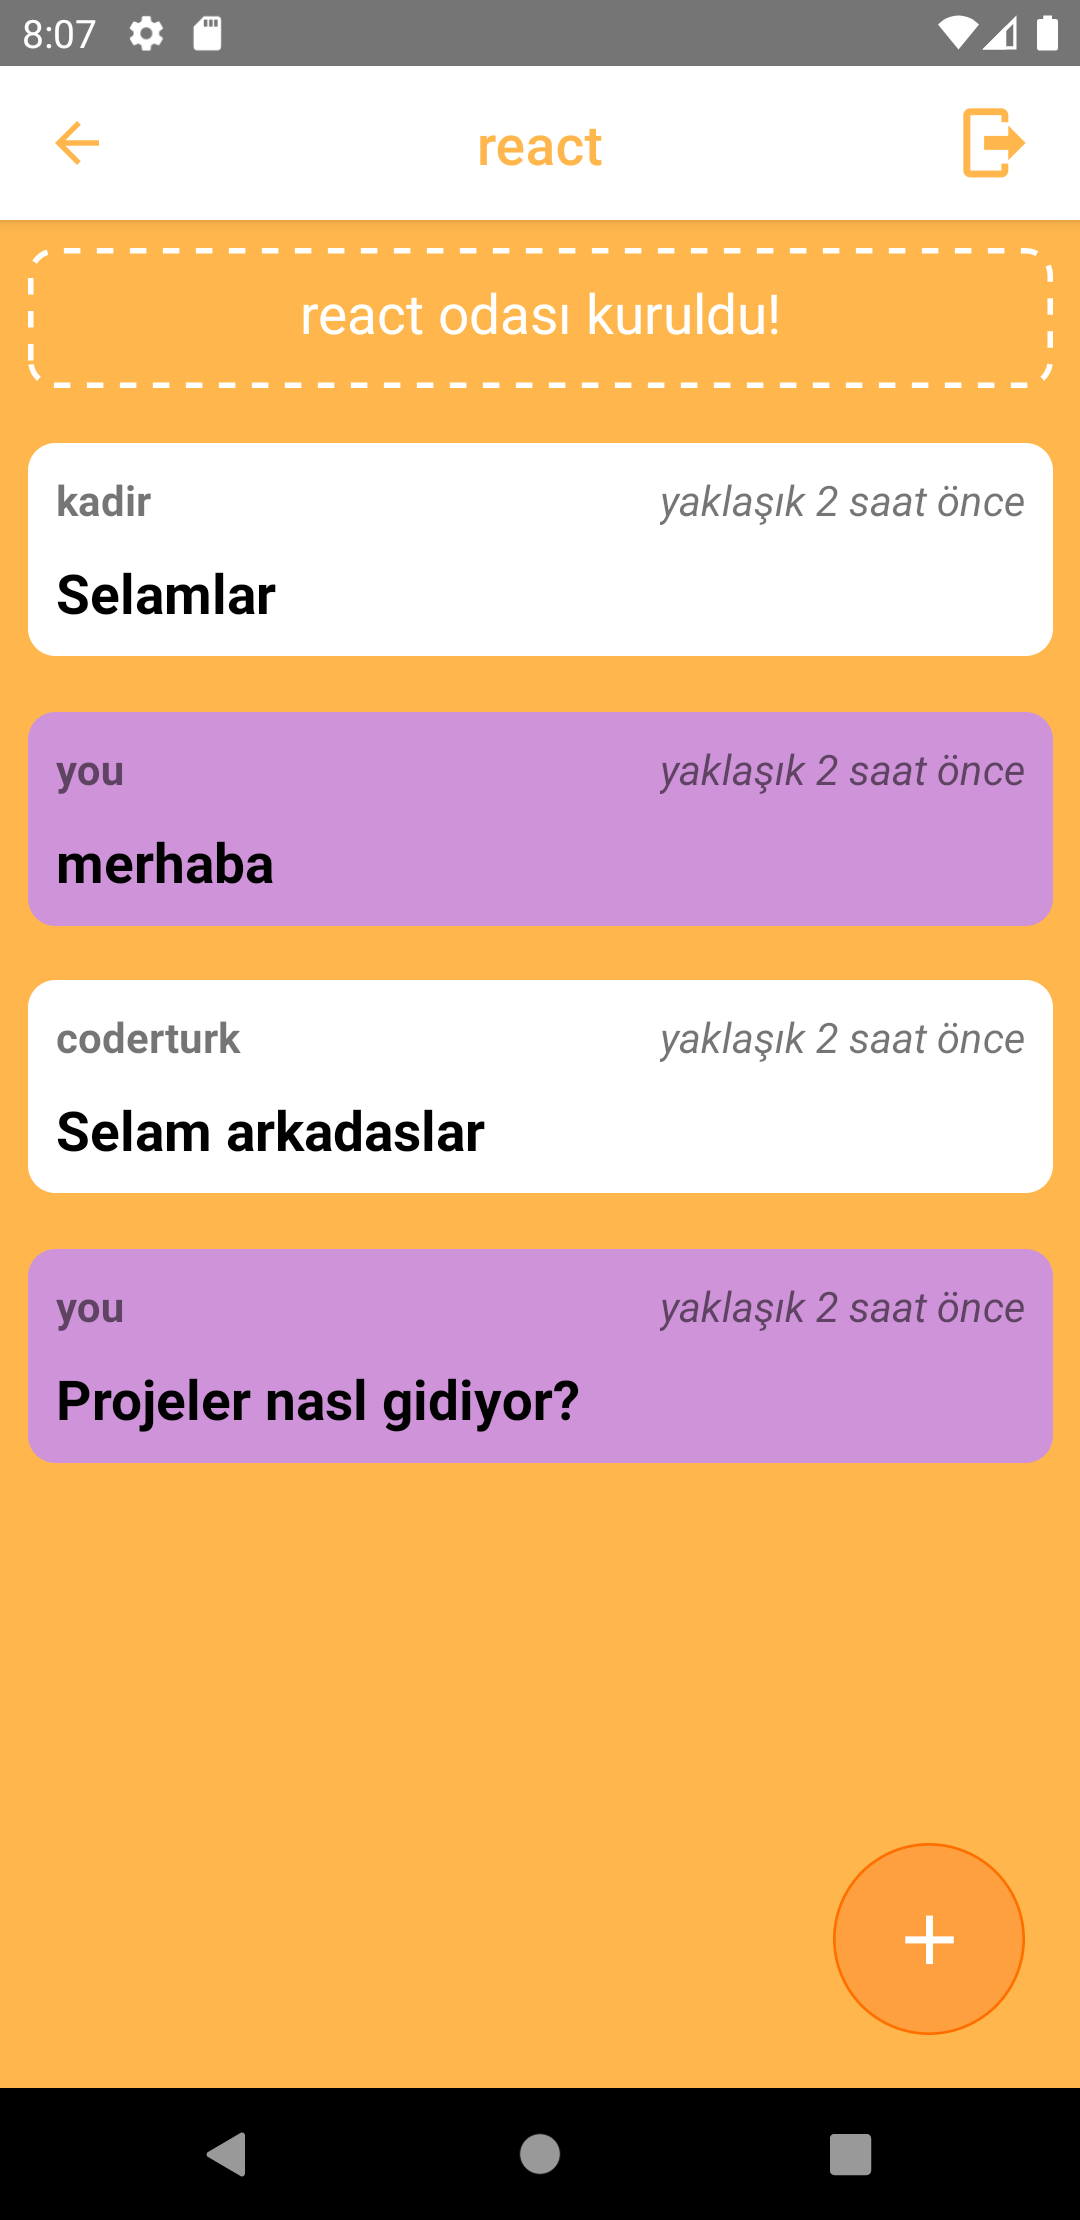 8:07
react
react odası kuruldu!
kadir yaklaşık 2 saat önce
Selamlar
you yaklaşık 2 saat önce
merhaba
coderturk yaklaşık 2 saat önce
Selam arkadaslar
you yaklaşık 2 saat önce
Projeler nasl gidiyor?